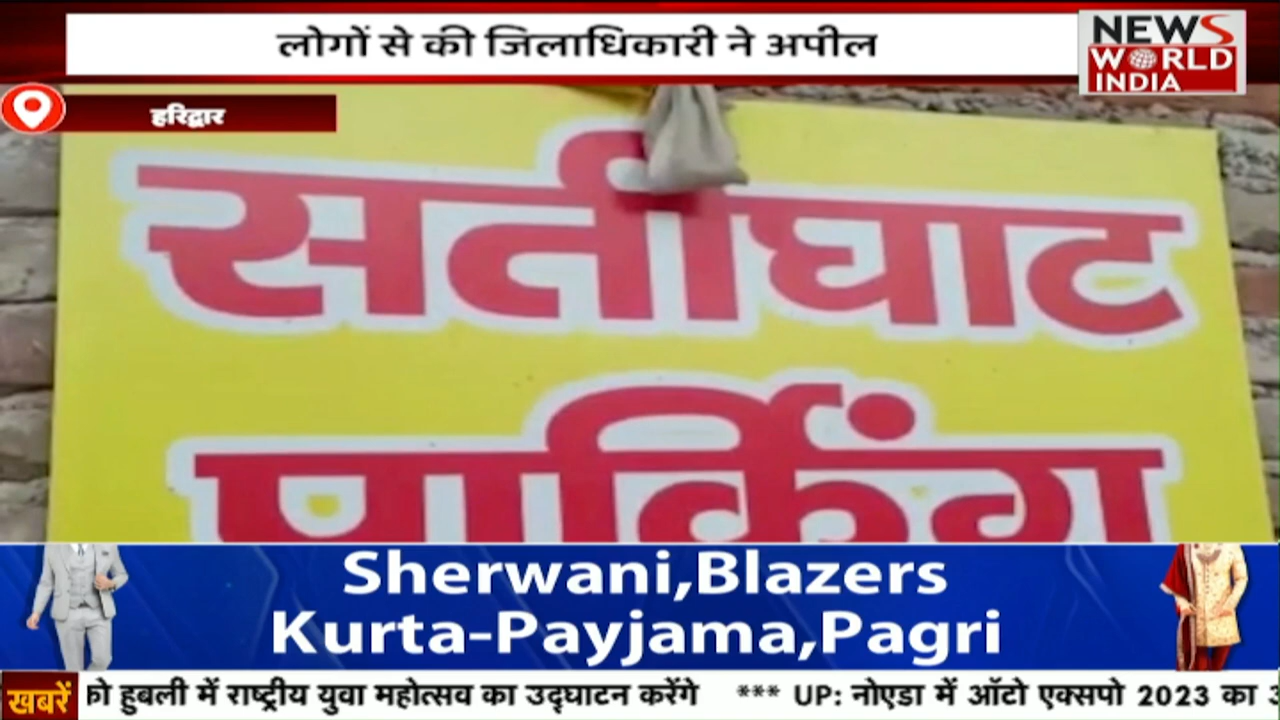 लोगों से की जिलाधिकारी ने अपील
NEWS
WORLD
INDIA
हरिद्वार
सतीघाट
पार्किंग
Sherwani,Blazers
Kurta-Payjama,Pagri
खबरें को हुबली में राष्ट्रीय युवा महोत्सव का उद्घाटन करेंगे *** UP: नोएडा में ऑटो एक्सपो 2023 का